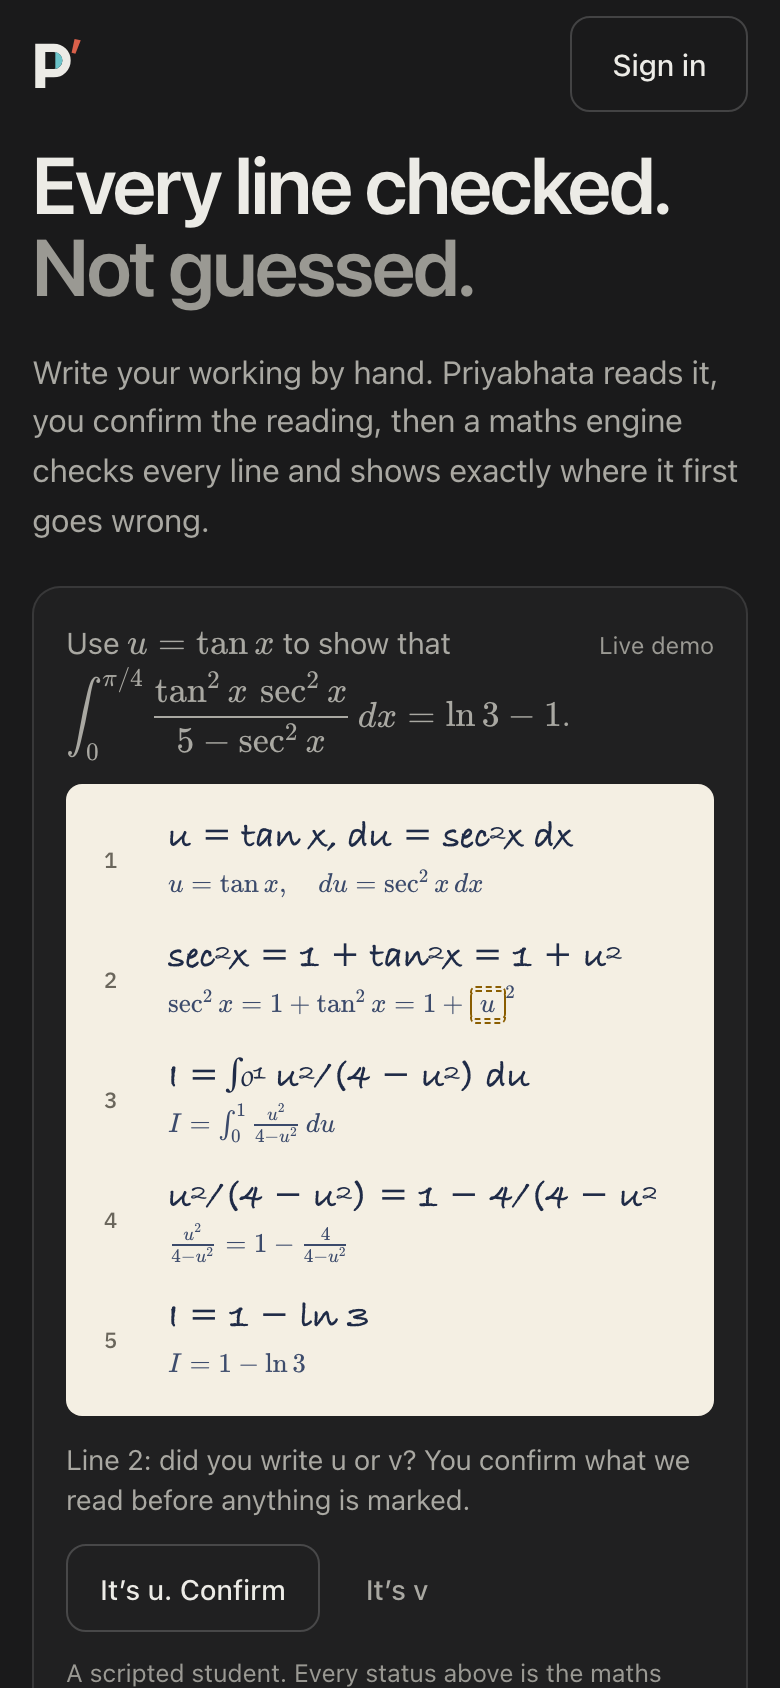 P′
Sign in
Every line checked.
Not guessed.
Write your working by hand. Priyabhata reads it,
you confirm the reading, then a maths engine
checks every line and shows exactly where it first
goes wrong.
Use u = tan x to show that
Live demo
∫₀^{π/4} (tan² x sec² x)/(5 − sec² x) dx = ln 3 − 1.
1
u = tan x, du = sec²x dx
u = tan x, du = sec² x dx
2
sec²x = 1 + tan²x = 1 + u²
sec² x = 1 + tan² x = 1 + u²
3
I = ∫₀¹ u²/(4 − u²) du
I = ∫₀¹ u²/(4−u²) du
4
u²/(4 − u²) = 1 − 4/(4 − u²
u²/(4−u²) = 1 − 4/(4−u²)
5
I = 1 − ln 3
I = 1 − ln 3
Line 2: did you write u or v? You confirm what we
read before anything is marked.
It’s u. Confirm
It’s v
A scripted student. Every status above is the maths